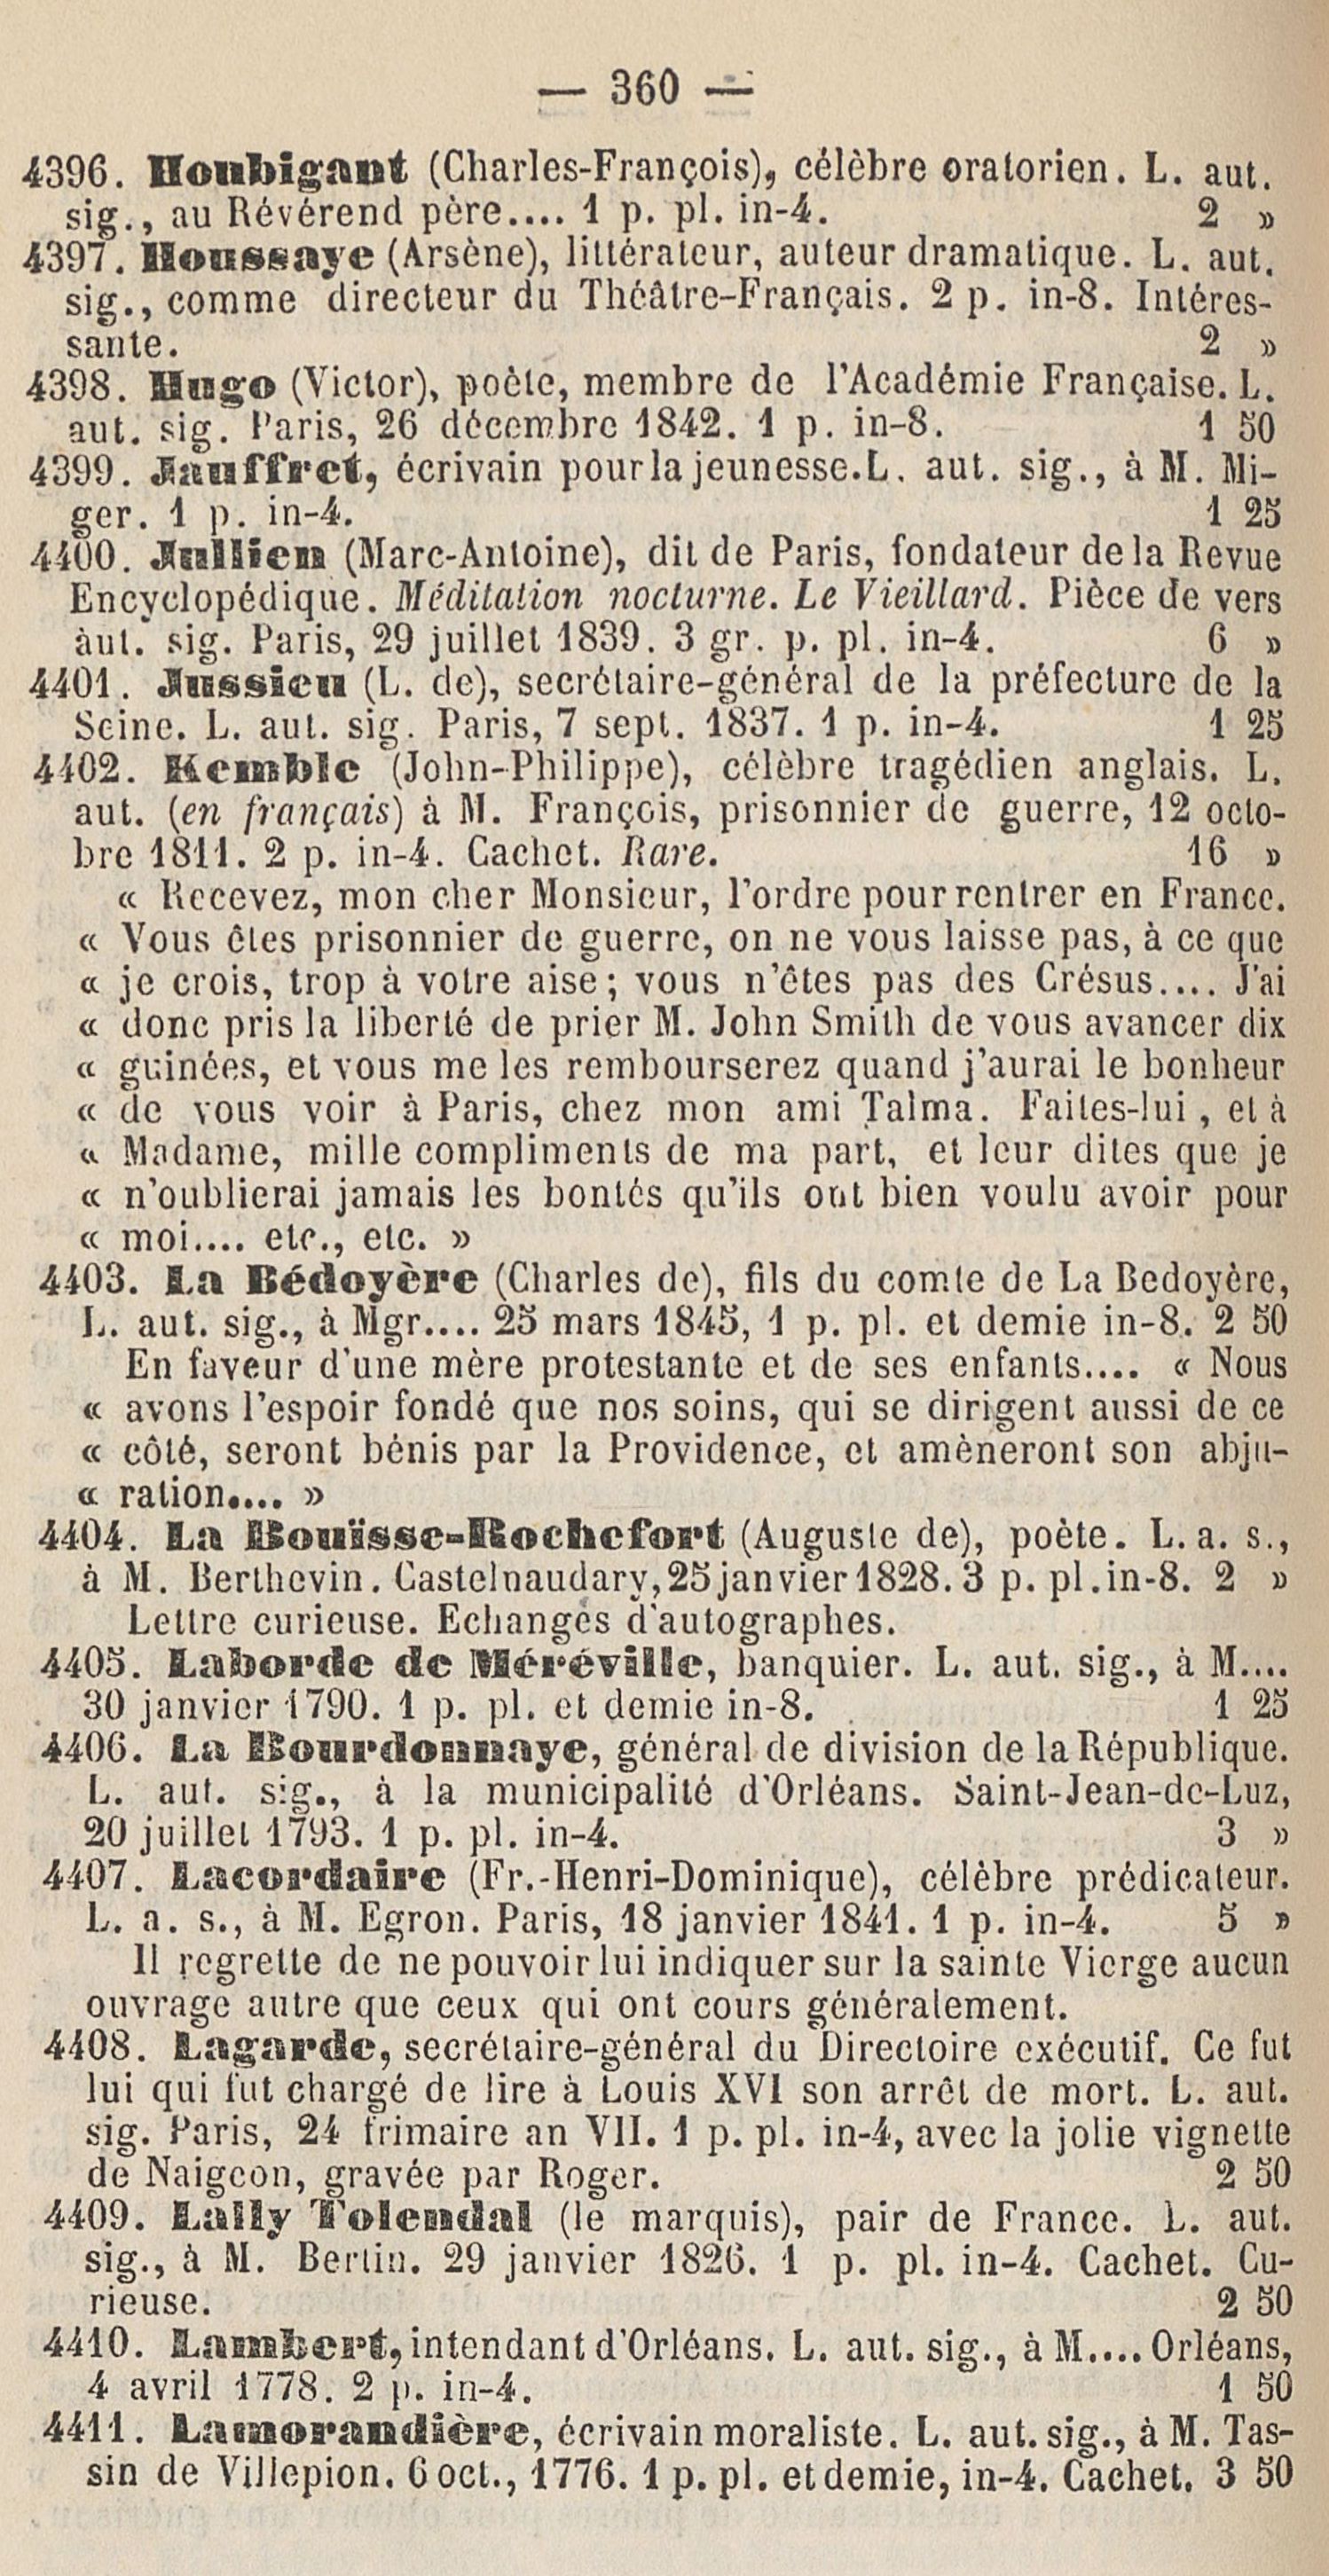 — 360 —
4396. Houbigant (Charles-François), célèbre oratorien. L. aut.
sig., au Révérend père.... 1 p. pl. in-4. 2 »
4397. Houssaye (Arsène), littérateur, auteur dramatique. L. aut.
sig., comme directeur du Théâtre-Français. 2 p. in-8. Intéres-
sante. 2 »
4398. Hugo (Victor), poète, membre de l'Académie Française. L.
aut. sig. Paris, 26 décembre 1842. 1 p. in-8. 1 50
4399. Jauffret, écrivain pour la jeunesse. L. aut. sig., à M. Mi-
ger. 1 p. in-4. 1 25
4400. Jullien (Marc-Antoine), dit de Paris, fondateur de la Revue
Encyclopédique. Méditation nocturne. Le Vieillard. Pièce de vers
aut. sig. Paris, 29 juillet 1839. 3 gr. p. pl. in-4. 6 »
4401. Jussieu (L. de), secrétaire-général de la préfecture de la
Seine. L. aut. sig. Paris, 7 sept. 1837. 1 p. in-4. 1 25
4402. Kemble (John-Philippe), célèbre tragédien anglais. L.
aut. (en français) à M. François, prisonnier de guerre, 12 octo-
bre 1811. 2 p. in-4. Cachet. Rare. 16 »
« Recevez, mon cher Monsieur, l'ordre pour rentrer en France.
« Vous êtes prisonnier de guerre, on ne vous laisse pas, à ce que
« je crois, trop à votre aise; vous n'êtes pas des Crésus.... J'ai
« donc pris la liberté de prier M. John Smith de vous avancer dix
« guinées, et vous me les rembourserez quand j'aurai le bonheur
« de vous voir à Paris, chez mon ami Talma. Faites-lui, et à
« Madame, mille compliments de ma part, et leur dites que je
« n'oublierai jamais les bontés qu'ils ont bien voulu avoir pour
« moi.... etc., etc. »
4403. La Bédoyère (Charles de), fils du comte de La Bedoyère,
L. aut. sig., à Mgr.... 25 mars 1845, 1 p. pl. et demie in-8. 2 50
En faveur d'une mère protestante et de ses enfants.... « Nous
« avons l'espoir fondé que nos soins, qui se dirigent aussi de ce
« côté, seront bénis par la Providence, et amèneront son abju-
« ration.... »
4404. La Bouïsse-Rochefort (Auguste de), poète. L. a. s.,
à M. Berthevin. Castelnaudary, 25 janvier 1828. 3 p. pl. in-8. 2 »
Lettre curieuse. Echanges d'autographes.
4405. Laborde de Méréville, banquier. L. aut. sig., à M....
30 janvier 1790. 1 p. pl. et demie in-8. 1 25
4406. La Bourdonnaye, général de division de la République.
L. aut. sig., à la municipalité d'Orléans. Saint-Jean-de-Luz,
20 juillet 1793. 1 p. pl. in-4. 3 »
4407. Lacordaire (Fr.-Henri-Dominique), célèbre prédicateur.
L. a. s., à M. Egron. Paris, 18 janvier 1841. 1 p. in-4. 5 »
Il regrette de ne pouvoir lui indiquer sur la sainte Vierge aucun
ouvrage autre que ceux qui ont cours généralement.
4408. Lagarde, secrétaire-général du Directoire exécutif. Ce fut
lui qui fut chargé de lire à Louis XVI son arrêt de mort. L. aut.
sig. Paris, 24 frimaire an VII. 1 p. pl. in-4, avec la jolie vignette
de Naigeon, gravée par Roger. 2 50
4409. Lally Tolendal (le marquis), pair de France. L. aut.
sig., à M. Bertin. 29 janvier 1826. 1 p. pl. in-4. Cachet. Cu-
rieuse. 2 50
4410. Lambert, intendant d'Orléans. L. aut. sig., à M.... Orléans,
4 avril 1778. 2 p. in-4. 1 50
4411. Lamorandière, écrivain moraliste. L. aut. sig., à M. Tas-
sin de Villepion. 6 oct., 1776. 1 p. pl. et demie, in-4. Cachet. 3 50